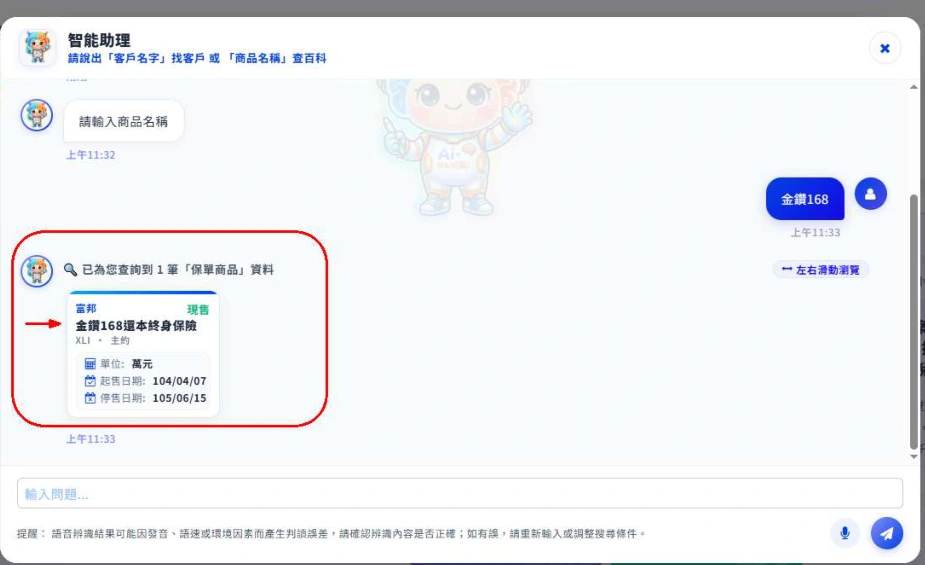 智能助理
請說出「客戶名字」找客戶 或 「商品名稱」查百科
請輸入商品名稱
上午11:32
金鑽168
上午11:33
已為您查詢到 1 筆「保單商品」資料
左右滑動瀏覽
富邦
現售
金鑽168還本終身保險
XLI · 主約
單位: 萬元
起售日期: 104/04/07
停售日期: 105/06/15
上午11:33
輸入問題...
提醒： 語音辨識結果可能因發音、語速或環境因素而產生判讀誤差，請確認辨識內容是否正確；如有誤，請重新輸入或調整搜尋條件。